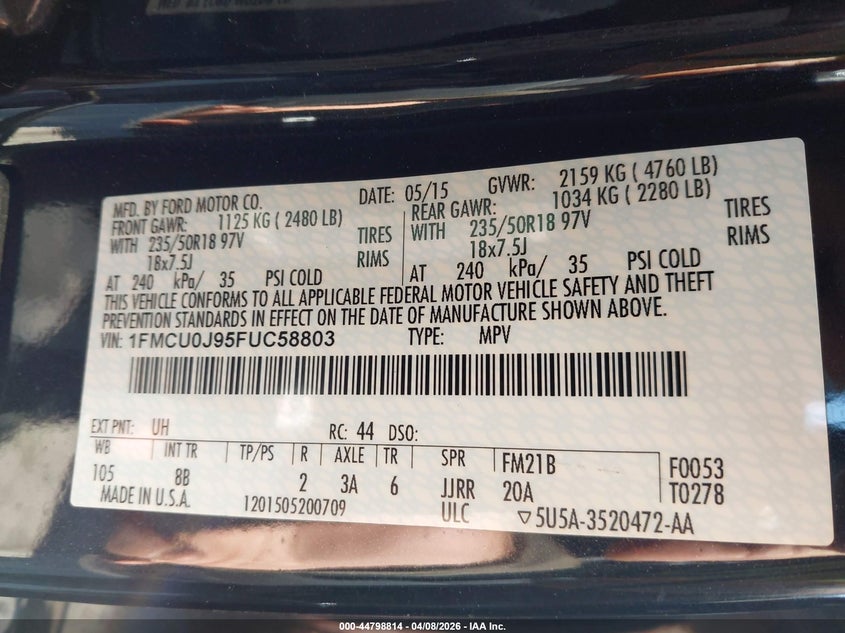 MFD. BY FORD MOTOR CO. DATE: 05/15 GVWR: 2159 KG ( 4760 LB)
FRONT GAWR: 1125 KG ( 2480 LB) REAR GAWR: 1034 KG ( 2280 LB)
WITH 235/50R18 97V TIRES WITH 235/50R18 97V TIRES
18x7.5J RIMS 18x7.5J RIMS
AT 240 kPa/ 35 PSI COLD AT 240 kPa/ 35 PSI COLD
THIS VEHICLE CONFORMS TO ALL APPLICABLE FEDERAL MOTOR VEHICLE SAFETY AND THEFT
PREVENTION STANDARDS IN EFFECT ON THE DATE OF MANUFACTURE SHOWN ABOVE.
VIN: 1FMCU0J95FUC58803 TYPE: MPV
EXT PNT: UH RC: 44 DSO:
WB INT TR TP/PS R AXLE TR SPR FM21B F0053
105 8B 2 3A 6 JJRR 20A T0278
MADE IN U.S.A. 1201505200709 ULC ▽5U5A-3520472-AA
000-44798814 - 04/08/2026 - IAA Inc.